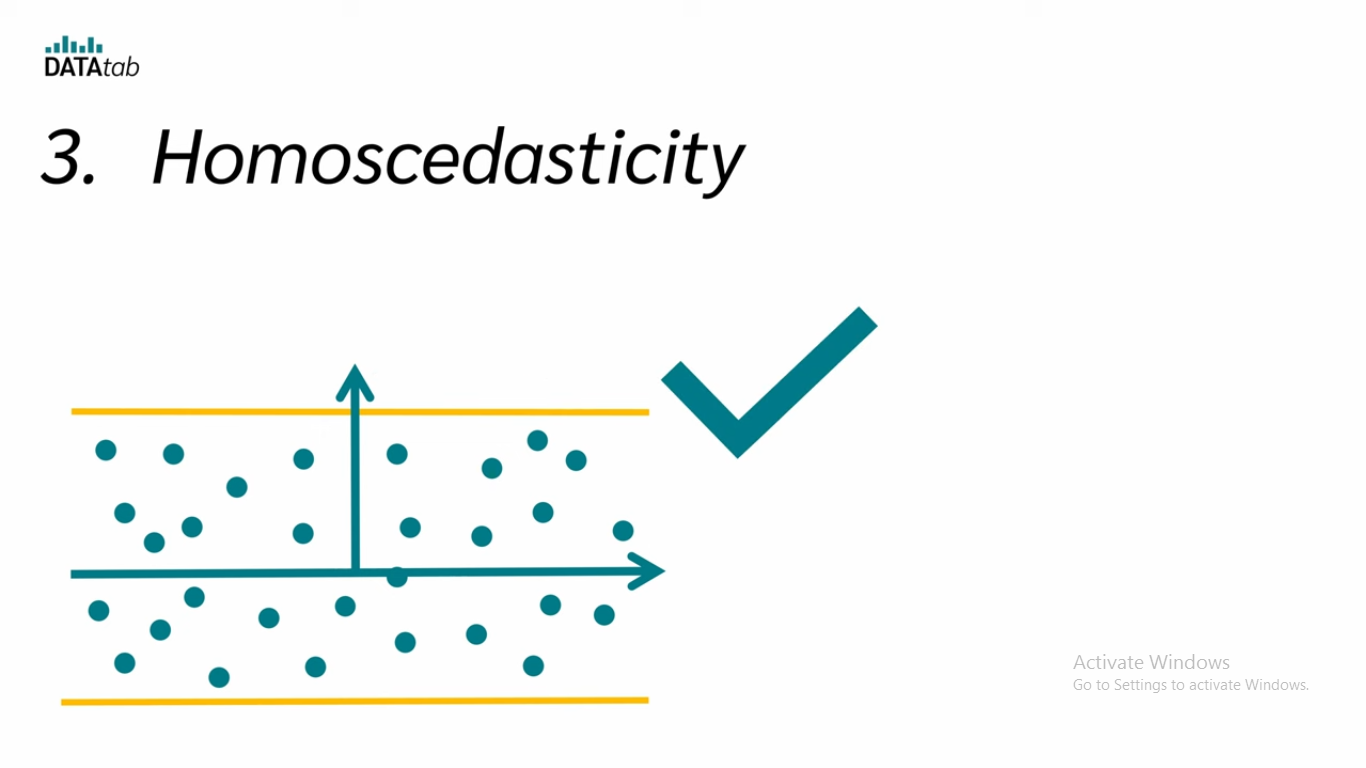 DATAtab
3. Homoscedasticity
Activate Windows
Go to Settings to activate Windows.